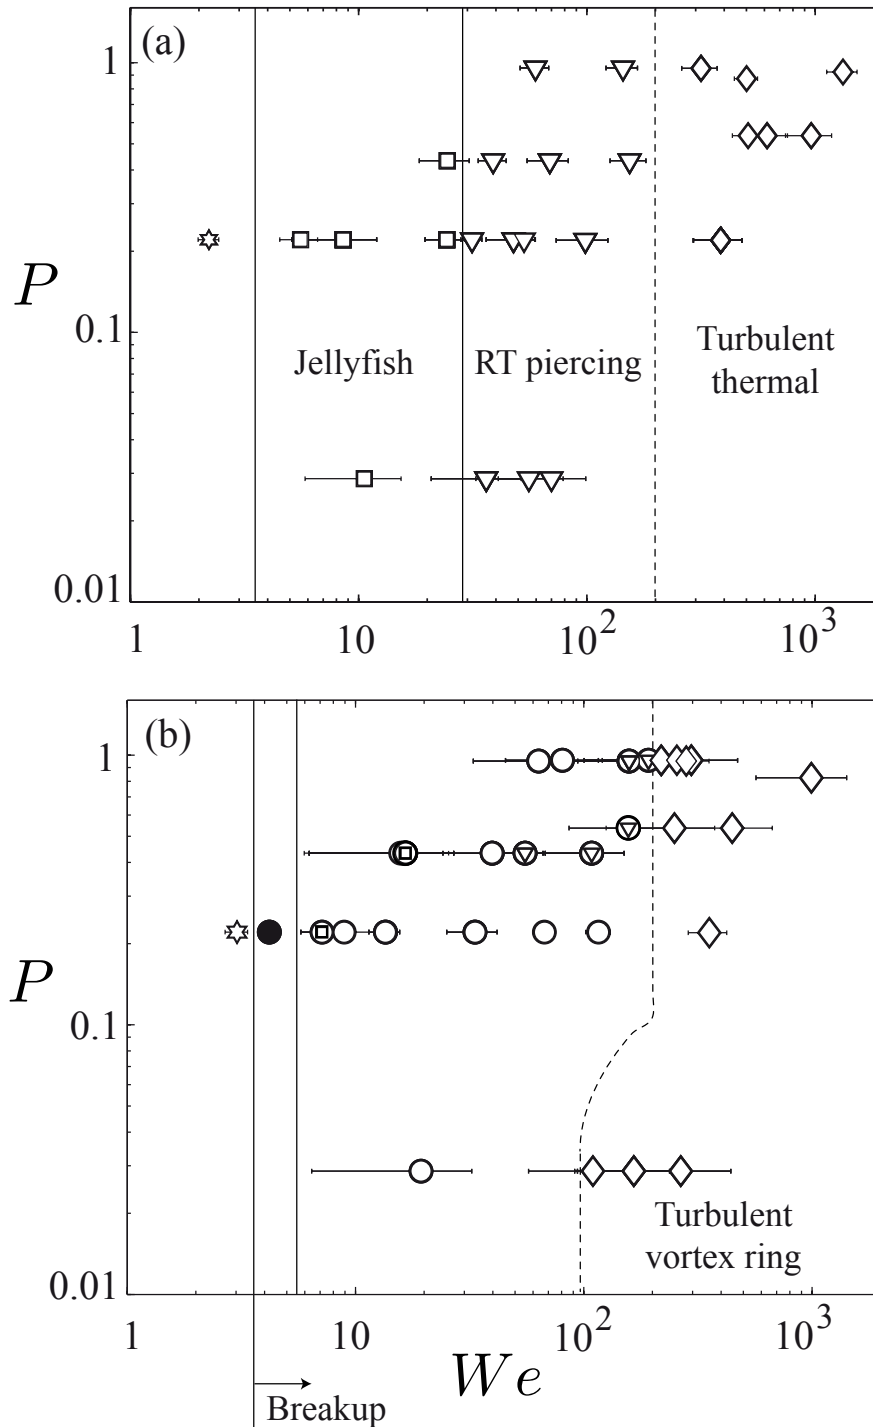 (a)
1
0.1
0.01
P
Jellyfish
RT piercing
Turbulent
thermal
1
10
10²
10³
(b)
1
0.1
0.01
P
Turbulent
vortex ring
1
10
10²
10³
We
Breakup